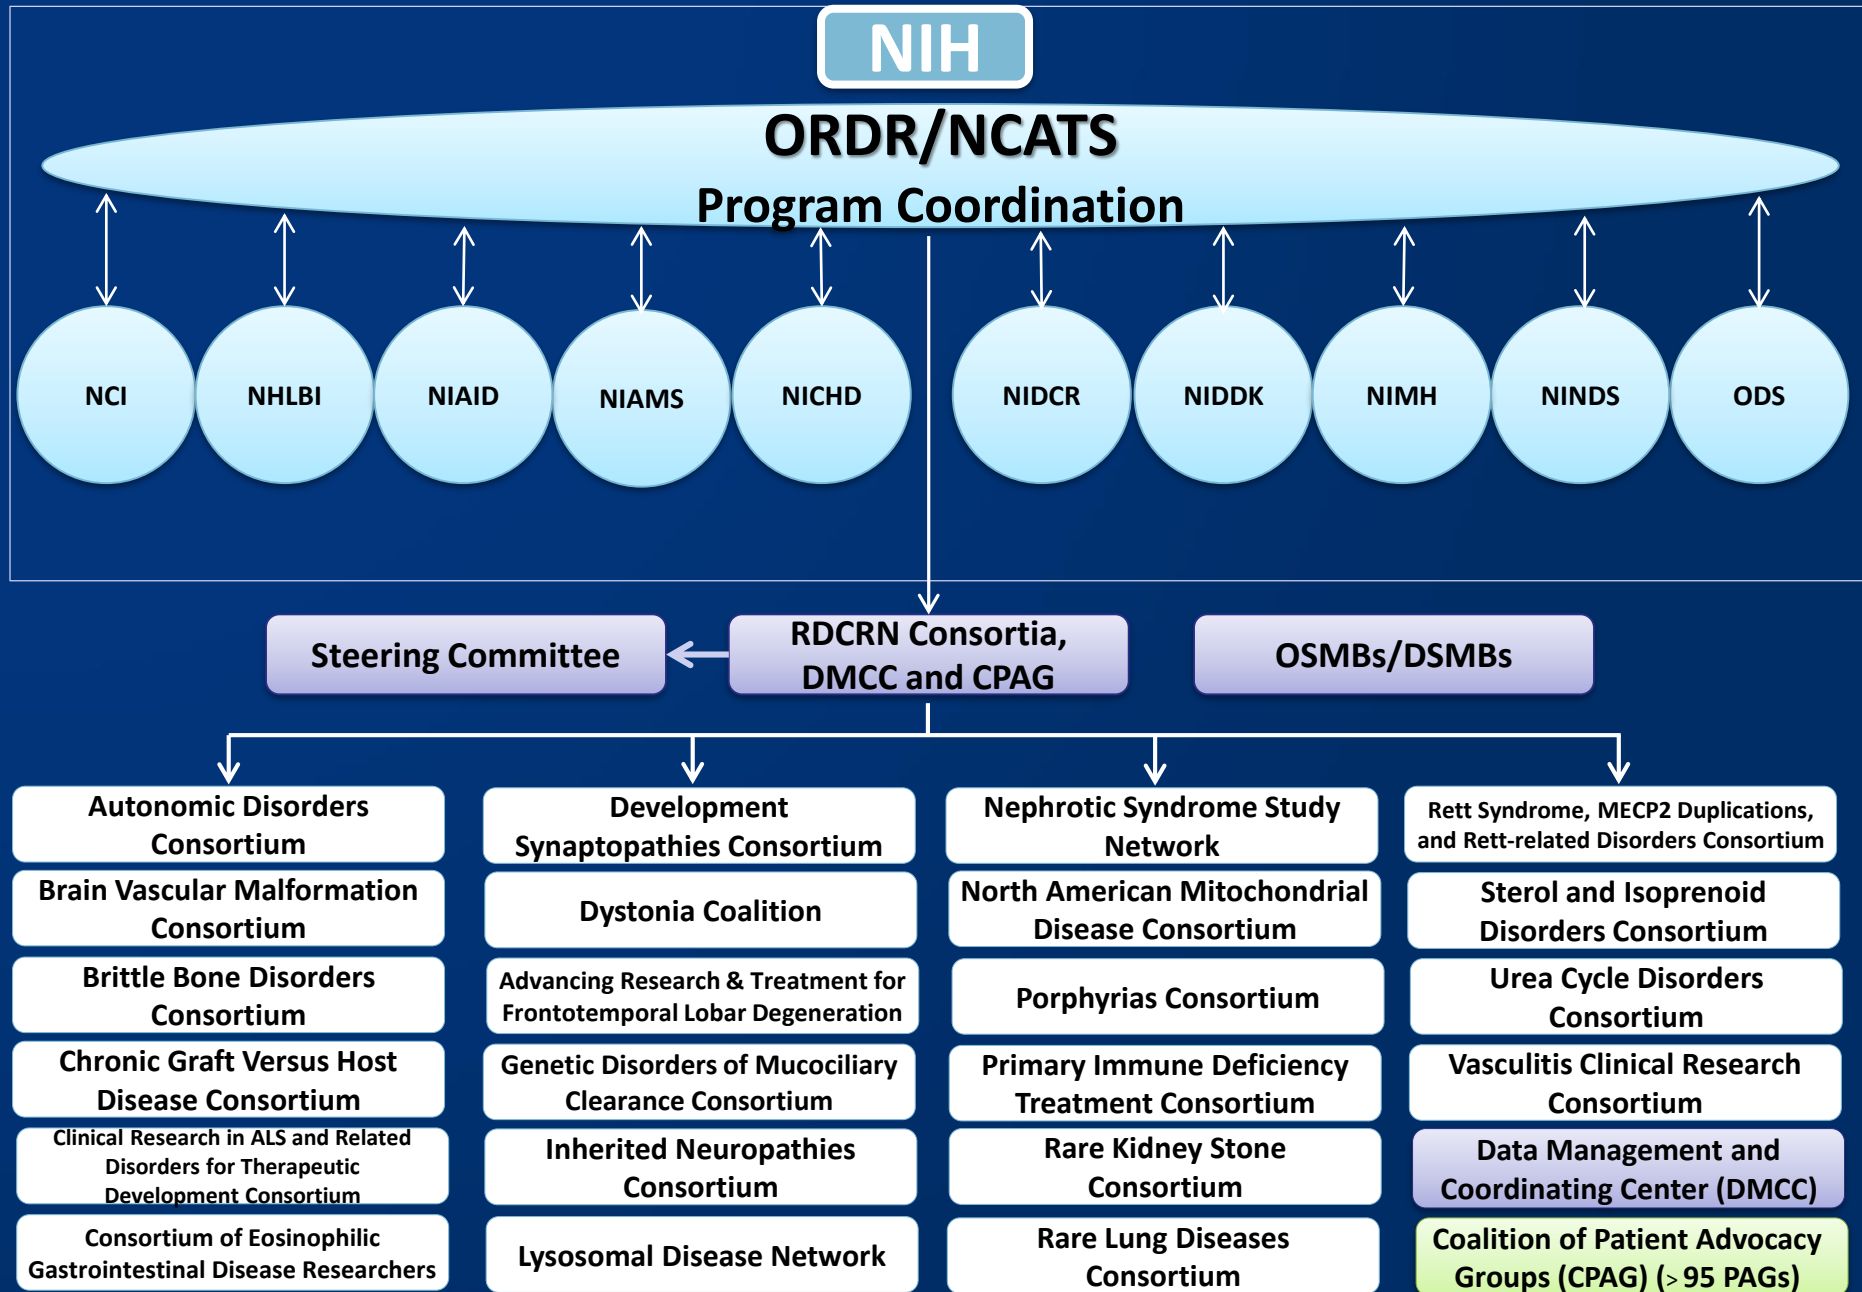 NIH
ORDR/NCATS
Program Coordination
NCI
NHLBI
NIAID
NIAMS
NICHD
NIDCR
NIDDK
NIMH
NINDS
ODS
Steering Committee
RDCRN Consortia,
DMCC and CPAG
OSMBs/DSMBs
Autonomic Disorders
Consortium
Brain Vascular Malformation
Consortium
Brittle Bone Disorders
Consortium
Chronic Graft Versus Host
Disease Consortium
Clinical Research in ALS and Related
Disorders for Therapeutic
Development Consortium
Consortium of Eosinophilic
Gastrointestinal Disease Researchers
Development
Synaptopathies Consortium
Dystonia Coalition
Advancing Research & Treatment for
Frontotemporal Lobar Degeneration
Genetic Disorders of Mucociliary
Clearance Consortium
Inherited Neuropathies
Consortium
Lysosomal Disease Network
Nephrotic Syndrome Study
Network
North American Mitochondrial
Disease Consortium
Porphyrias Consortium
Primary Immune Deficiency
Treatment Consortium
Rare Kidney Stone
Consortium
Rare Lung Diseases
Consortium
Rett Syndrome, MECP2 Duplications,
and Rett-related Disorders Consortium
Sterol and Isoprenoid
Disorders Consortium
Urea Cycle Disorders
Consortium
Vasculitis Clinical Research
Consortium
Data Management and
Coordinating Center (DMCC)
Coalition of Patient Advocacy
Groups (CPAG) (> 95 PAGs)